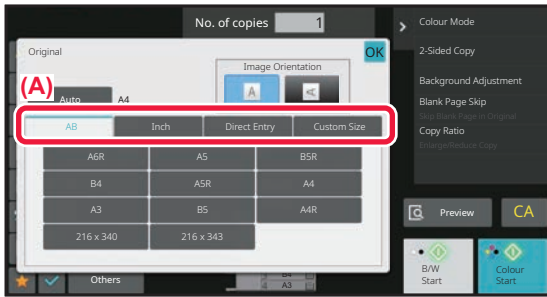 No. of copies 1
Colour Mode
2-Sided Copy
Background Adjustment
Blank Page Skip
Skip Blank Page in Original
Copy Ratio
Enlarge/Reduce Copy
Original
OK
Image Orientation
A A
(A)
Auto A4
AB Inch Direct Entry Custom Size
A6R A5 B5R
B4 A5R A4
A3 B5 A4R
216 x 340 216 x 343
Preview CA
B/W Start
Colour Start
Others
3 B4
4 A3